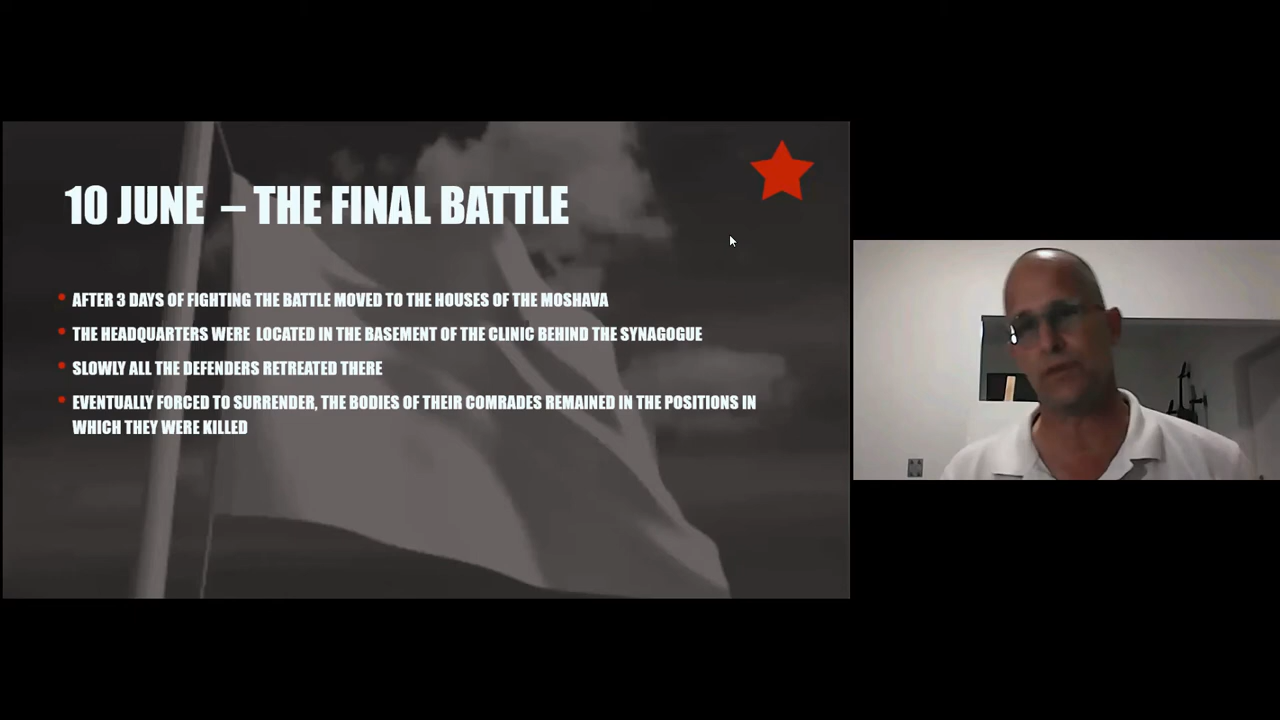 10 JUNE – THE FINAL BATTLE
• AFTER 3 DAYS OF FIGHTING THE BATTLE MOVED TO THE HOUSES OF THE MOSHAVA
• THE HEADQUARTERS WERE LOCATED IN THE BASEMENT OF THE CLINIC BEHIND THE SYNAGOGUE
• SLOWLY ALL THE DEFENDERS RETREATED THERE
• EVENTUALLY FORCED TO SURRENDER, THE BODIES OF THEIR COMRADES REMAINED IN THE POSITIONS IN
WHICH THEY WERE KILLED